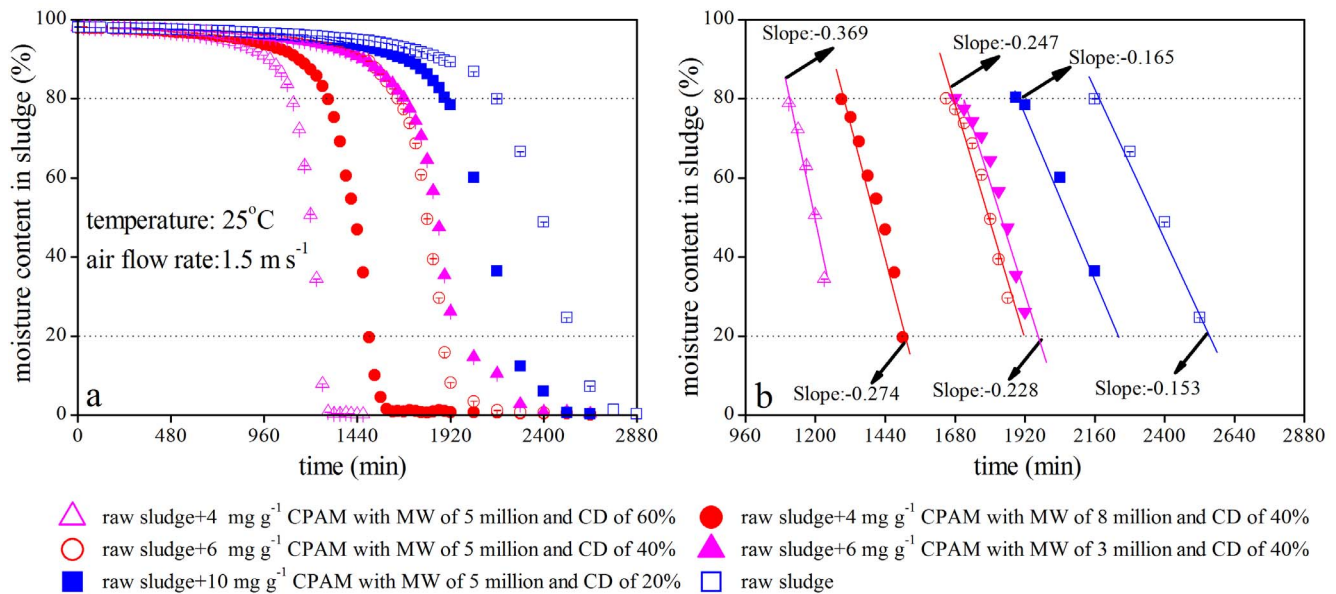 100
80
60
40
20
0
moisture content in sludge (%)
temperature: 25°C
air flow rate:1.5 m s⁻¹
a
0 480 960 1440 1920 2400 2880
time (min)
100
80
60
40
20
0
moisture content in sludge (%)
Slope:-0.369
Slope:-0.247
Slope:-0.165
Slope:-0.274
Slope:-0.228
Slope:-0.153
b
960 1200 1440 1680 1920 2160 2400 2640 2880
time (min)
raw sludge+4 mg g⁻¹ CPAM with MW of 5 million and CD of 60%
raw sludge+4 mg g⁻¹ CPAM with MW of 8 million and CD of 40%
raw sludge+6 mg g⁻¹ CPAM with MW of 5 million and CD of 40%
raw sludge+6 mg g⁻¹ CPAM with MW of 3 million and CD of 40%
raw sludge+10 mg g⁻¹ CPAM with MW of 5 million and CD of 20%
raw sludge